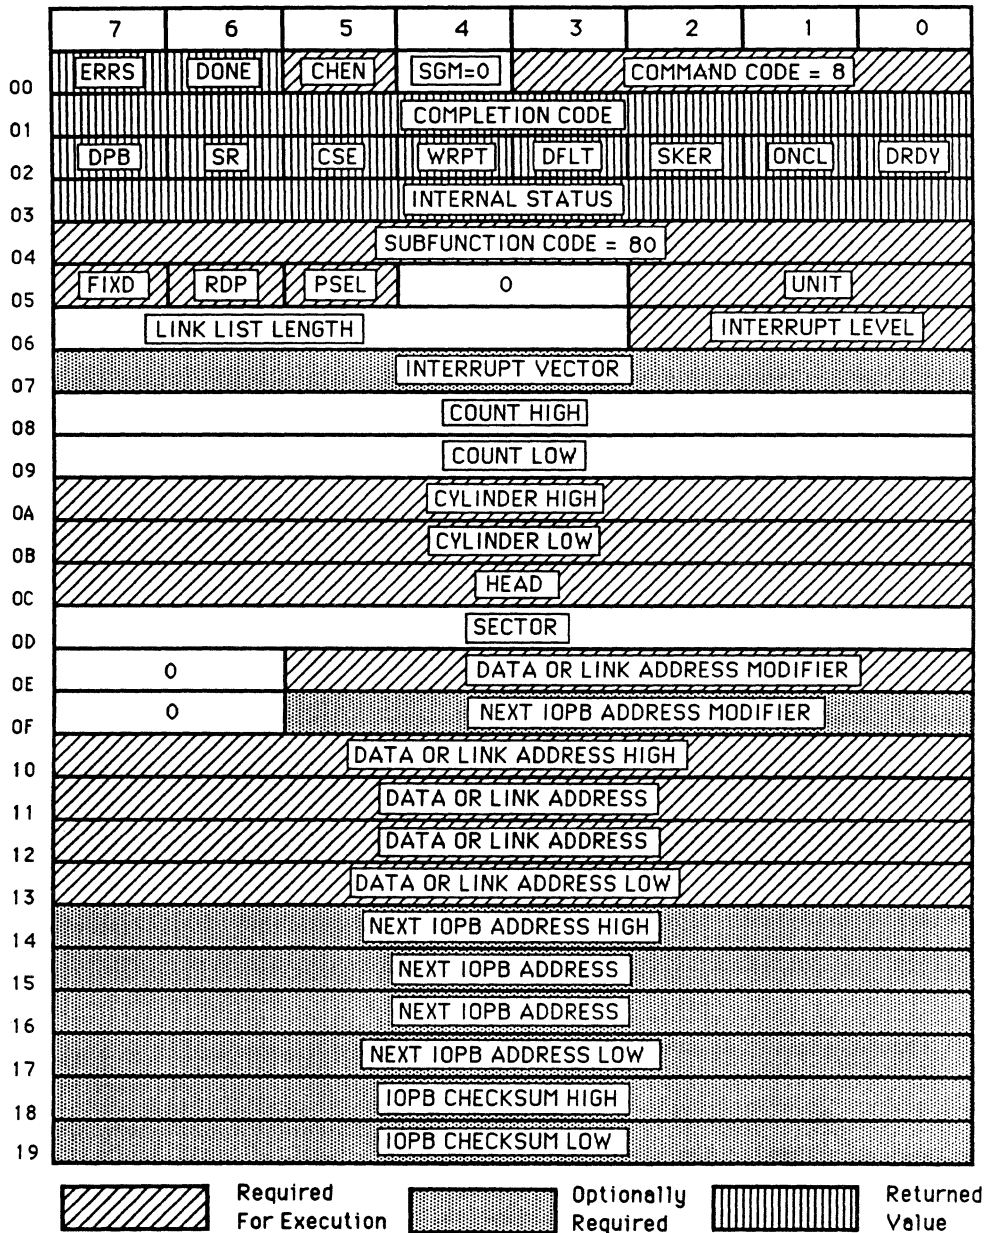 7 6 5 4 3 2 1 0
ERRS DONE CHEN SGM=0 COMMAND CODE = 8
00
COMPLETION CODE
01
DPB SR CSE WRPT DFLT SKER ONCL DRDY
02
INTERNAL STATUS
03
SUBFUNCTION CODE = 80
04
FIXD RDP PSEL 0 UNIT
05
LINK LIST LENGTH INTERRUPT LEVEL
06
INTERRUPT VECTOR
07
COUNT HIGH
08
COUNT LOW
09
CYLINDER HIGH
0A
CYLINDER LOW
0B
HEAD
0C
SECTOR
0D
0 DATA OR LINK ADDRESS MODIFIER
0E
0 NEXT IOPB ADDRESS MODIFIER
0F
DATA OR LINK ADDRESS HIGH
10
DATA OR LINK ADDRESS
11
DATA OR LINK ADDRESS
12
DATA OR LINK ADDRESS LOW
13
NEXT IOPB ADDRESS HIGH
14
NEXT IOPB ADDRESS
15
NEXT IOPB ADDRESS
16
NEXT IOPB ADDRESS LOW
17
IOPB CHECKSUM HIGH
18
IOPB CHECKSUM LOW
19
Required
For Execution
Optionally
Required
Returned
Value